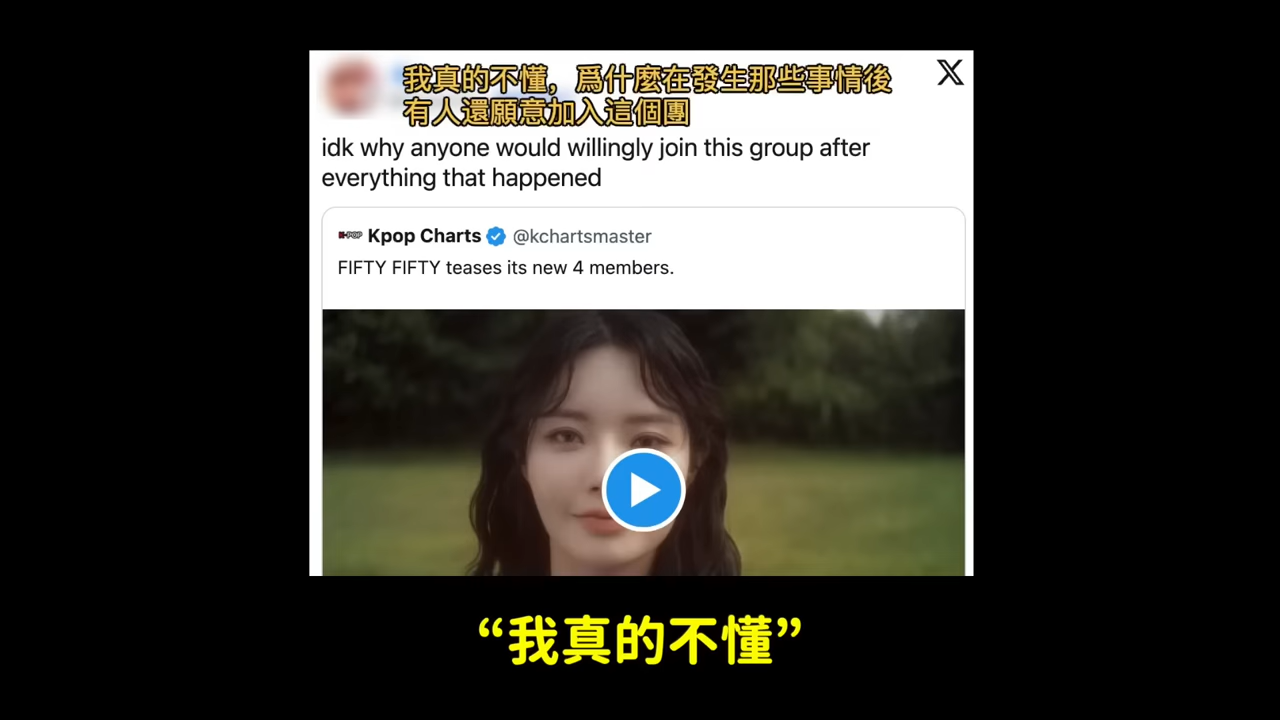 我真的不懂，爲什麼在發生那些事情後
有人還願意加入這個團
idk why anyone would willingly join this group after
everything that happened
K-POP Kpop Charts @kchartsmaster
FIFTY FIFTY teases its new 4 members.
“我真的不懂”